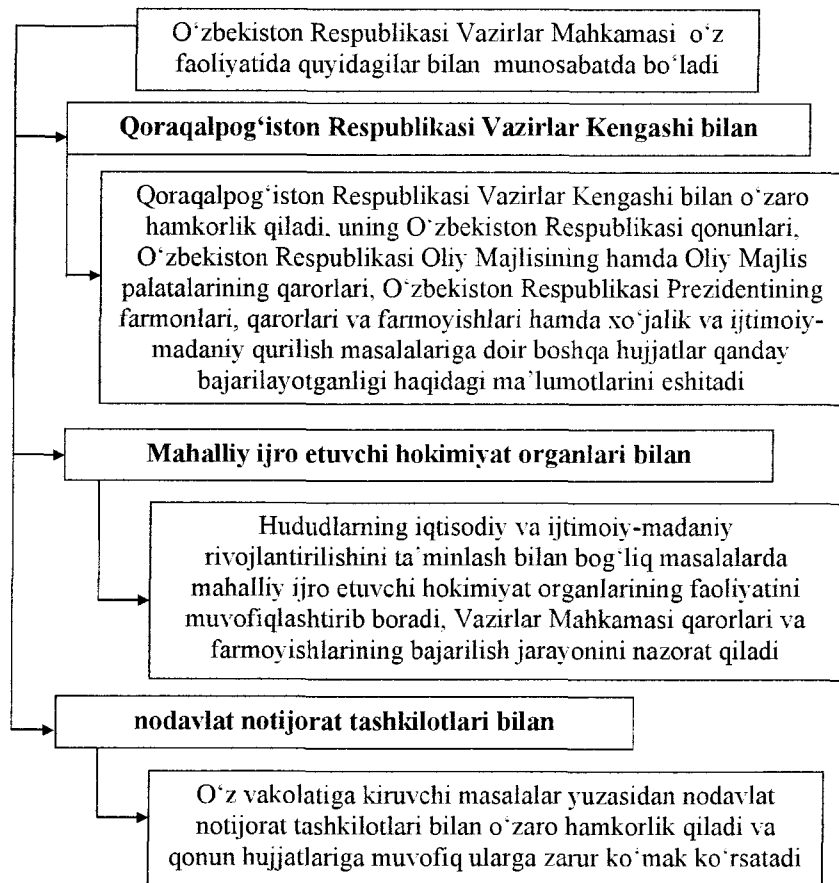 O‘zbekiston Respublikasi Vazirlar Mahkamasi o‘z
faoliyatida quyidagilar bilan munosabatda bo‘ladi
Qoraqalpog‘iston Respublikasi Vazirlar Kengashi bilan
Qoraqalpog‘iston Respublikasi Vazirlar Kengashi bilan o‘zaro
hamkorlik qiladi, uning O‘zbekiston Respublikasi qonunlari,
O‘zbekiston Respublikasi Oliy Majlisining hamda Oliy Majlis
palatalarining qarorlari, O‘zbekiston Respublikasi Prezidentining
farmonlari, qarorlari va farmoyishlari hamda xo‘jalik va ijtimoiy-
madaniy qurilish masalalariga doir boshqa hujjatlar qanday
bajarilayotganligi haqidagi ma’lumotlarini eshitadi
Mahalliy ijro etuvchi hokimiyat organlari bilan
Hududlarning iqtisodiy va ijtimoiy-madaniy
rivojlantirilishini ta’minlash bilan bog‘liq masalalarda
mahalliy ijro etuvchi hokimiyat organlarining faoliyatini
muvofiqlashtirib boradi, Vazirlar Mahkamasi qarorlari va
farmoyishlarining bajarilish jarayonini nazorat qiladi
nodavlat notijorat tashkilotlari bilan
O‘z vakolatiga kiruvchi masalalar yuzasidan nodavlat
notijorat tashkilotlari bilan o‘zaro hamkorlik qiladi va
qonun hujjatlariga muvofiq ularga zarur ko‘mak ko‘rsatadi